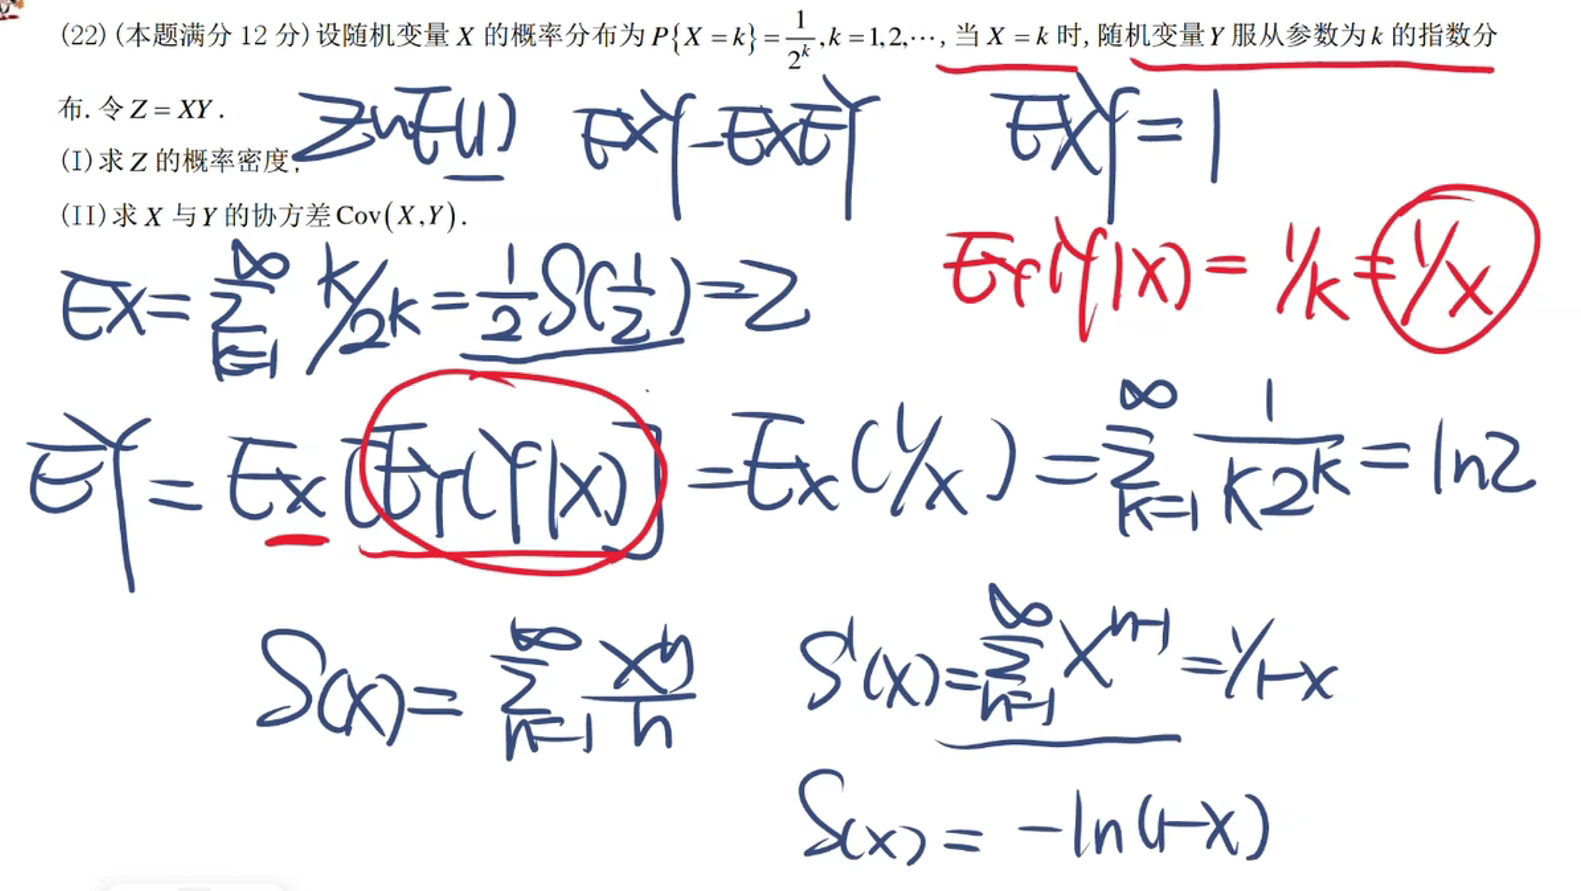 (22)(本题满分 12 分)设随机变量 X 的概率分布为 P{X = k} = 1/2^k, k = 1,2,⋯, 当 X = k 时, 随机变量 Y 服从参数为 k 的指数分
布. 令 Z = XY .
(I)求 Z 的概率密度;
(II)求 X 与 Y 的协方差 Cov(X,Y).
Z~E(1) EXY-EXEY EXY=1
E_Y(Y|X) = 1/k = 1/X
EX = ∑_{k=1}^{∞} k/2^k = 1/2 S(1/2) = 2
EY = E_X[E_Y(Y|X)] = E_X(1/X) = ∑_{k=1}^{∞} 1/(k2^k) = ln2
S(x) = ∑_{n=1}^{∞} x^n/n S'(x) = ∑_{n=1}^{∞} x^{n-1} = 1/1-x
S(x) = -ln(1-x)